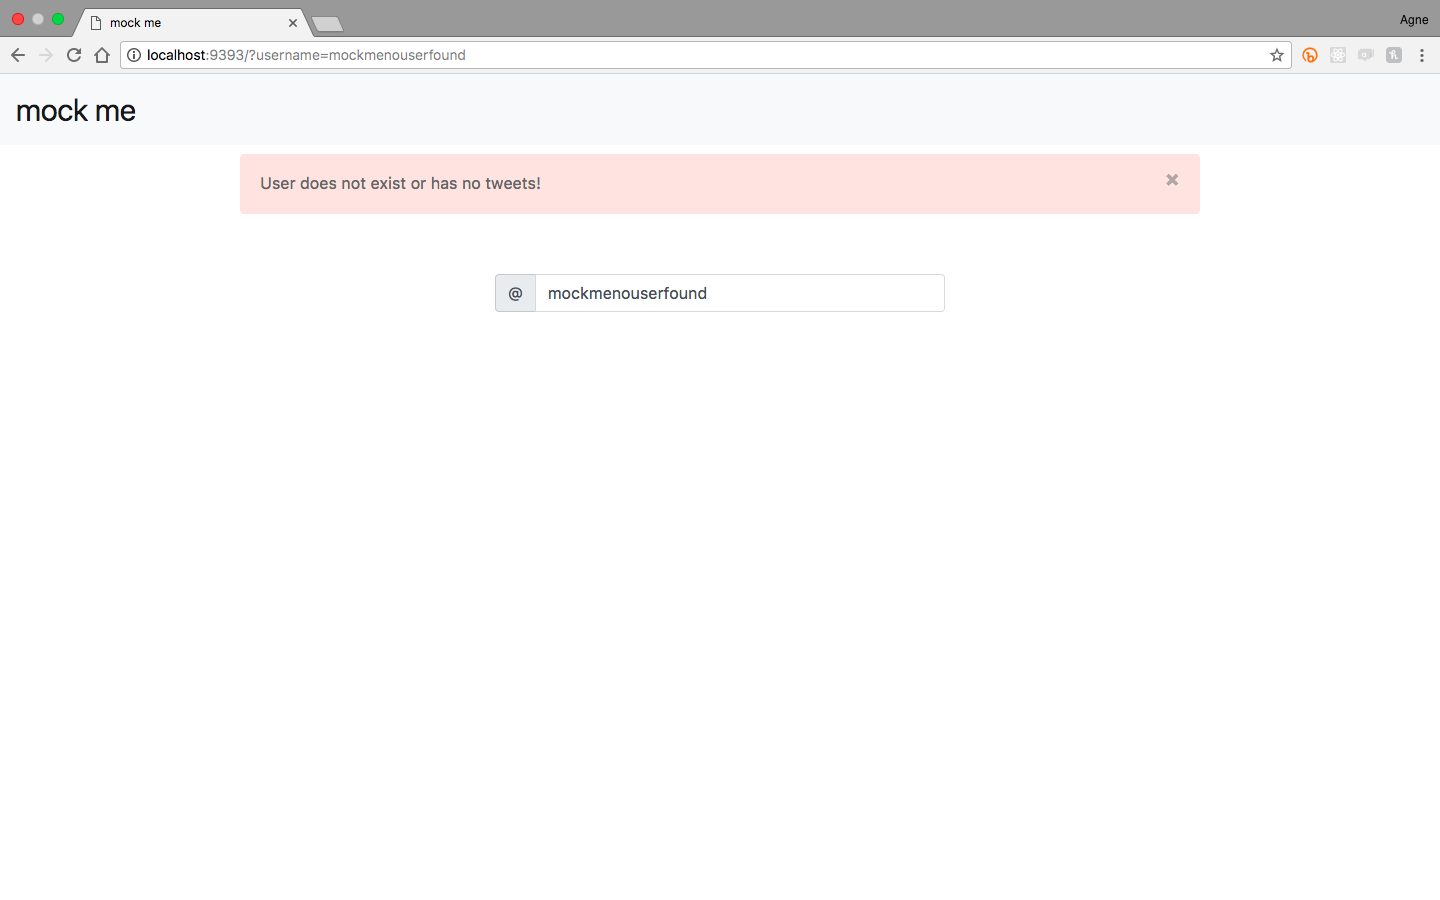 mock me
Agne
localhost:9393/?username=mockmenouserfound
mock me
User does not exist or has no tweets!
@ mockmenouserfound